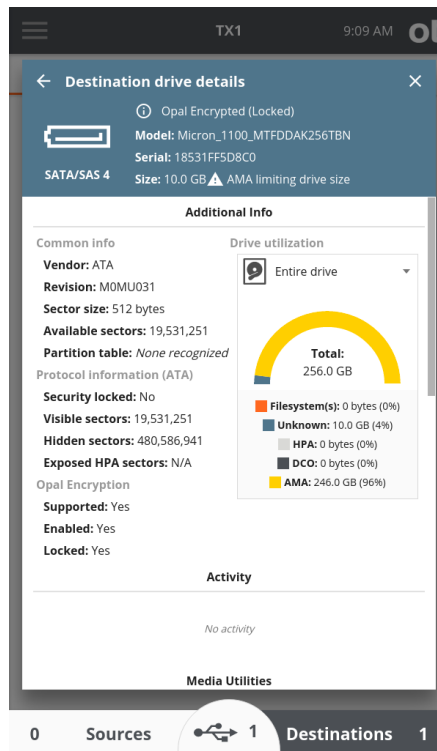 TX1
9:09 AM
Destination drive details
Opal Encrypted (Locked)
Model: Micron_1100_MTFDDAK256TBN
Serial: 18531FF5D8C0
SATA/SAS 4
Size: 10.0 GB AMA limiting drive size
Additional Info
Common info
Vendor: ATA
Revision: M0MU031
Sector size: 512 bytes
Available sectors: 19,531,251
Partition table: None recognized
Protocol information (ATA)
Security locked: No
Visible sectors: 19,531,251
Hidden sectors: 480,586,941
Exposed HPA sectors: N/A
Opal Encryption
Supported: Yes
Enabled: Yes
Locked: Yes
Drive utilization
Entire drive
Total:
256.0 GB
Filesystem(s): 0 bytes (0%)
Unknown: 10.0 GB (4%)
HPA: 0 bytes (0%)
DCO: 0 bytes (0%)
AMA: 246.0 GB (96%)
Activity
No activity
Media Utilities
0 Sources
1
Destinations 1